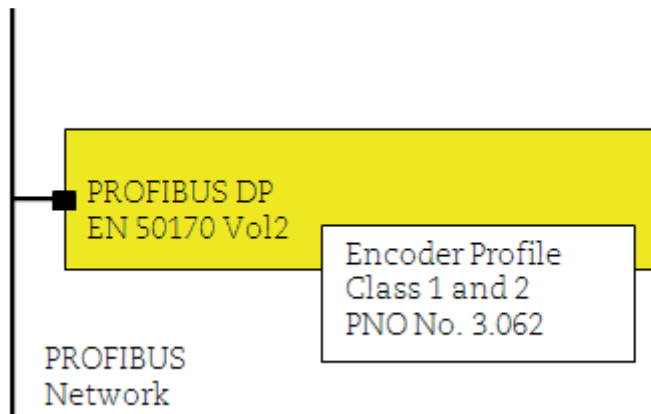 PROFIBUS DP
EN 50170 Vol2
Encoder Profile
Class 1 and 2
PNO No. 3.062
PROFIBUS
Network